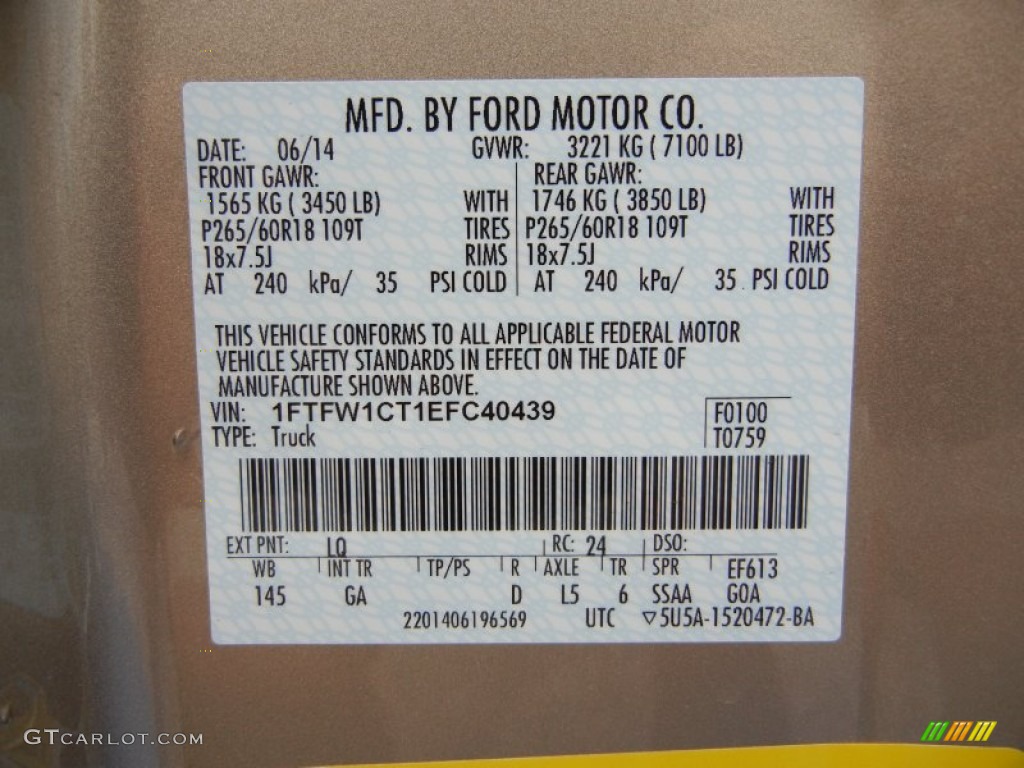 MFD. BY FORD MOTOR CO.
DATE: 06/14 GVWR: 3221 KG ( 7100 LB)
FRONT GAWR: REAR GAWR:
1565 KG ( 3450 LB) WITH 1746 KG ( 3850 LB) WITH
P265/60R18 109T TIRES P265/60R18 109T TIRES
18x7.5J RIMS 18x7.5J RIMS
AT 240 kPa/ 35 PSI COLD AT 240 kPa/ 35 PSI COLD
THIS VEHICLE CONFORMS TO ALL APPLICABLE FEDERAL MOTOR
VEHICLE SAFETY STANDARDS IN EFFECT ON THE DATE OF
MANUFACTURE SHOWN ABOVE.
VIN: 1FTFW1CT1EFC40439 F0100
TYPE: Truck T0759
EXT PNT: LQ RC: 24 DSO:
WB INT TR TP/PS R AXLE TR SPR EF613
145 GA D L5 6 SSAA GOA
2201406196569 UTC ▽5U5A-1520472-BA
GTCARLOT.COM